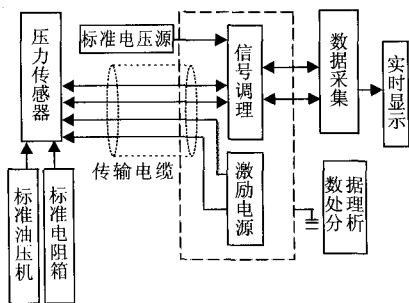 压力传感器
标准电压源
信号调理
数据采集
实时显示
传输电缆
激励电源
标准油压机
标准电阻箱
数据
处理
分析